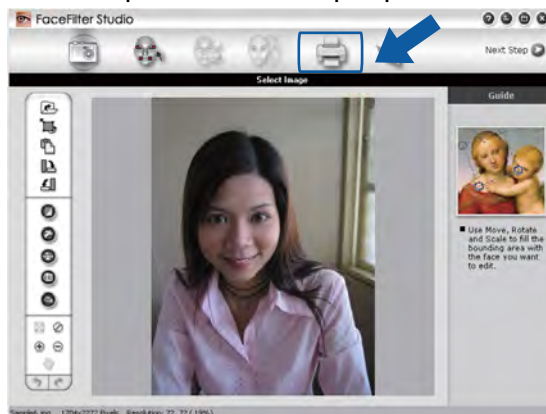 FaceFilter Studio
Next Step
Select Image
Guide
Use Move, Rotate
and Scale to fill the
bounding area with
the face you want
to edit.